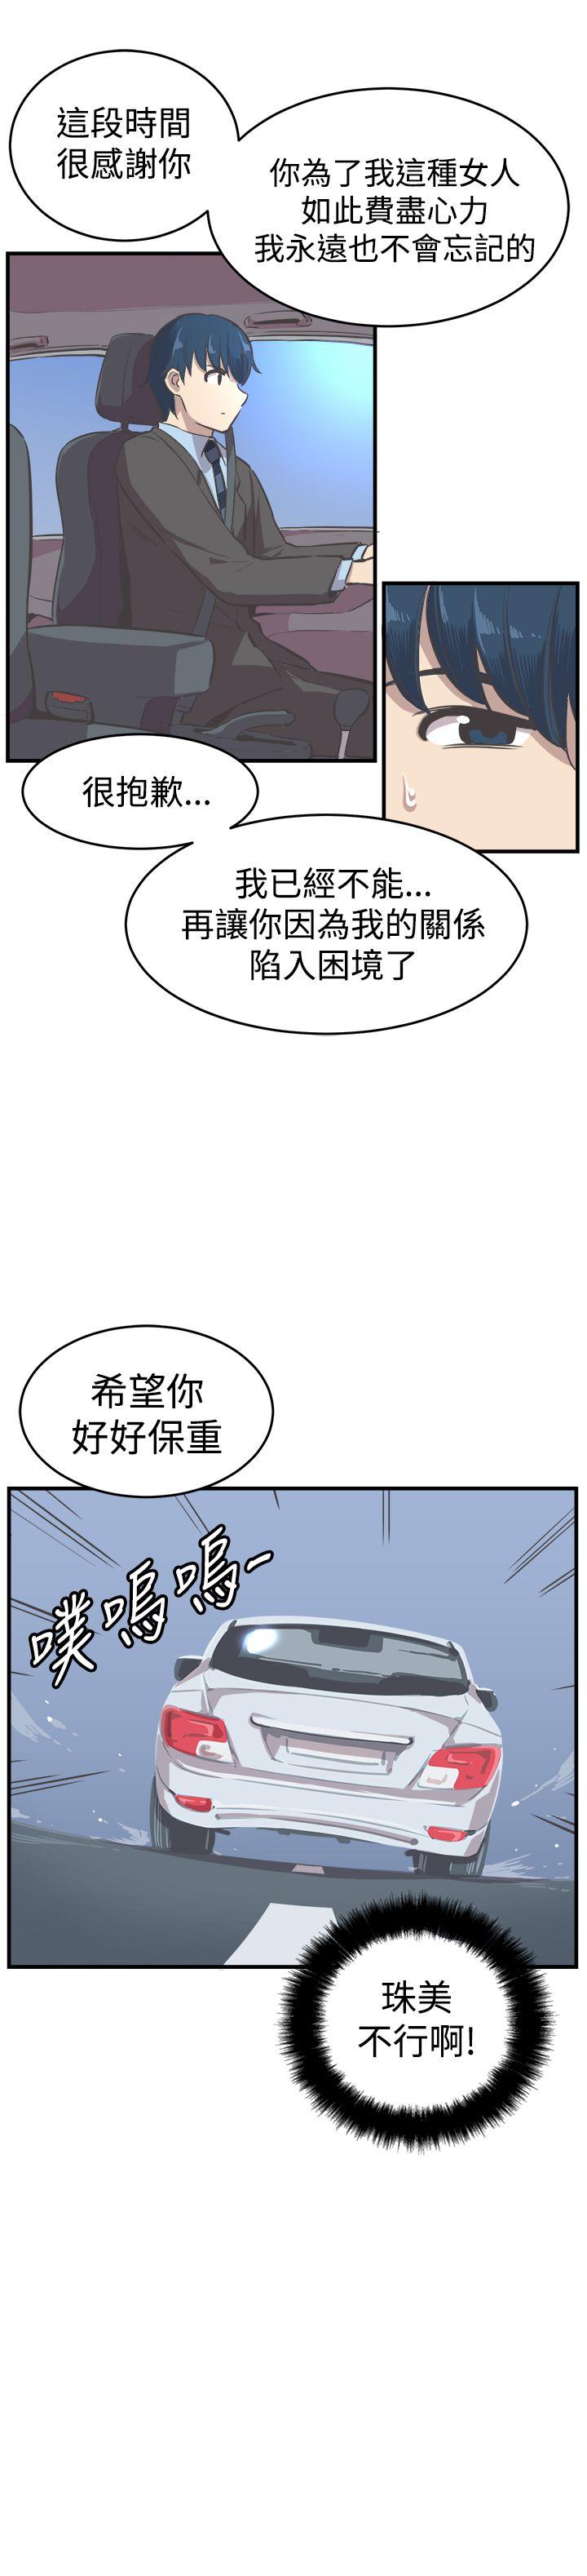 這段時間
很感謝你
你為了我這種女人
如此費盡心力
我永遠也不會忘記的
很抱歉...
我已經不能...
再讓你因為我的關係
陷入困境了
希望你
好好保重
噗嗚嗚-
珠美
不行啊!